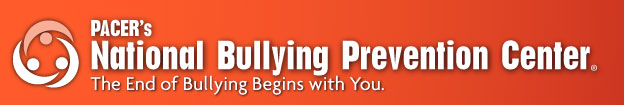 PACER's
National Bullying Prevention Center®
The End of Bullying Begins with You.